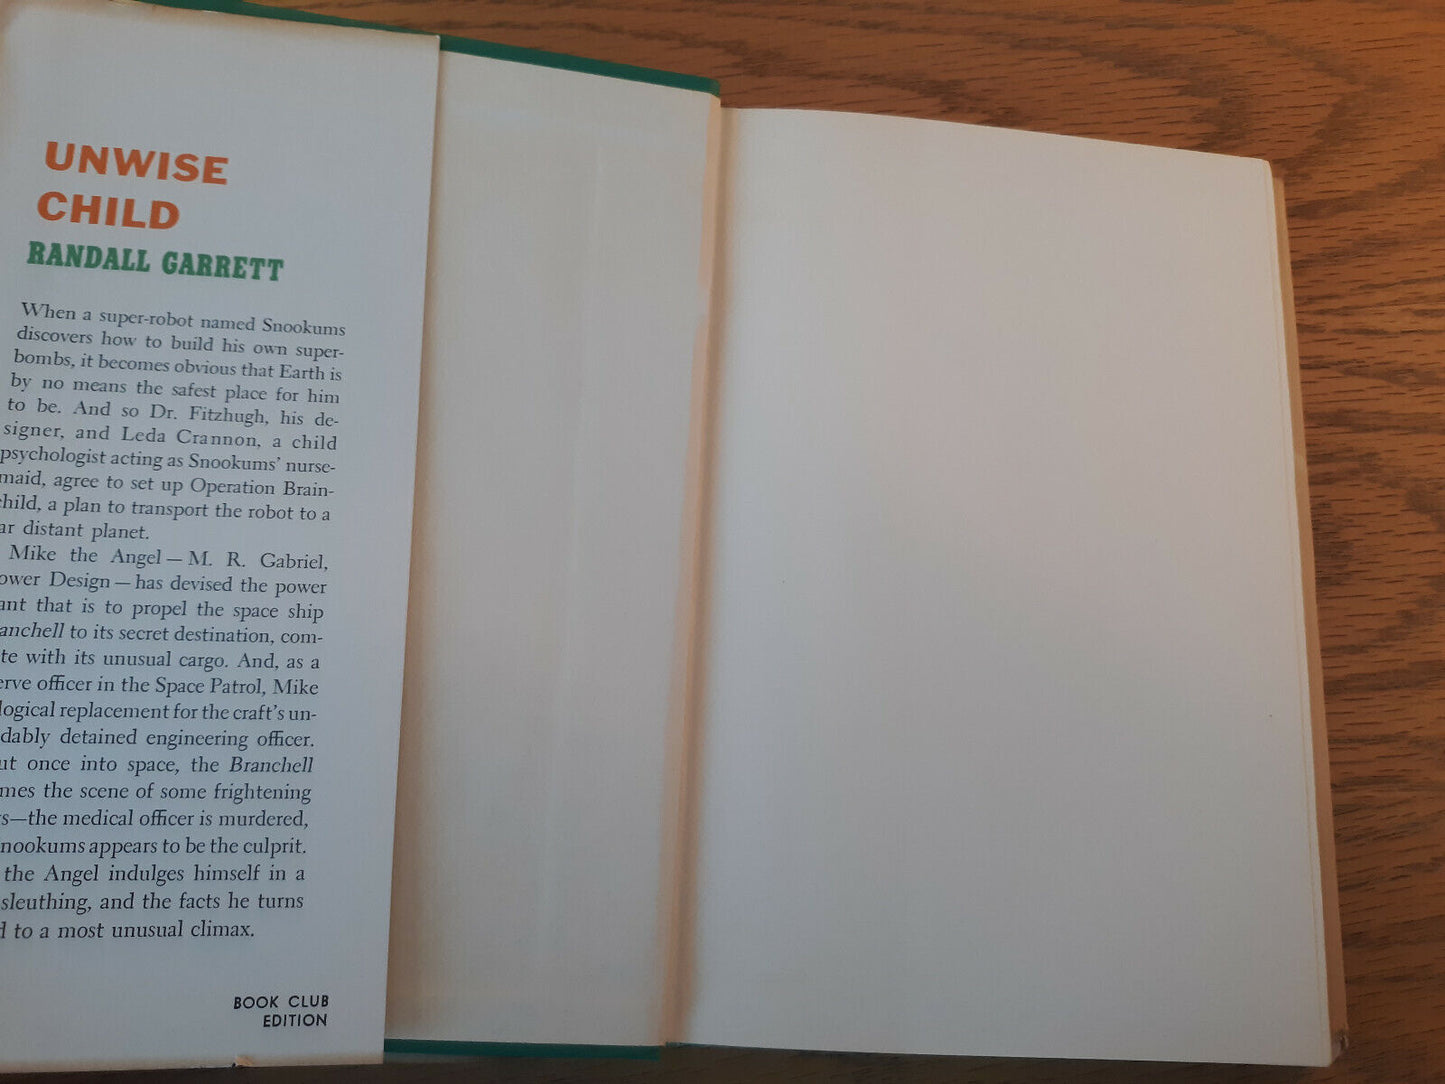 UNWISE
CHILD
RANDALL GARRETT
When a super-robot named Snookums
discovers how to build his own super-
bombs, it becomes obvious that Earth is
by no means the safest place for him
to be. And so Dr. Fitzhugh, his de-
signer, and Leda Crannon, a child
psychologist acting as Snookums' nurse-
maid, agree to set up Operation Brain-
child, a plan to transport the robot to a
ar distant planet.
Mike the Angel — M. R. Gabriel,
ower Design — has devised the power
ant that is to propel the space ship
anchell to its secret destination, com-
te with its unusual cargo. And, as a
erve officer in the Space Patrol, Mike
logical replacement for the craft's un-
dably detained engineering officer.
ut once into space, the Branchell
mes the scene of some frightening
s—the medical officer is murdered,
nookums appears to be the culprit.
the Angel indulges himself in a
sleuthing, and the facts he turns
d to a most unusual climax.
BOOK CLUB
EDITION